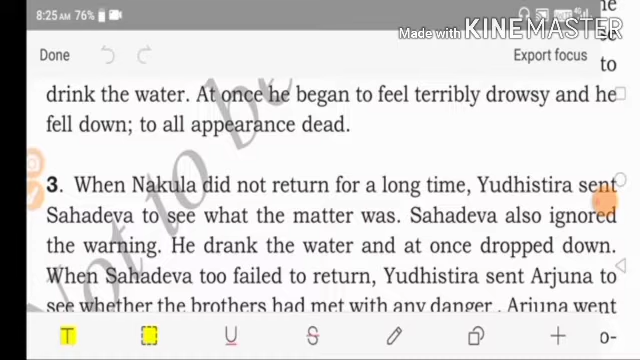 8:25 AM 76% 4G
Made with KINEMASTER
Done Export focus
to
drink the water. At once he began to feel terribly drowsy and he
fell down; to all appearance dead.
3. When Nakula did not return for a long time, Yudhistira sent
Sahadeva to see what the matter was. Sahadeva also ignored
the warning. He drank the water and at once dropped down.
When Sahadeva too failed to return, Yudhistira sent Arjuna to
see whether the brothers had met with any danger. Arjuna went
Not to be
T U S
o-